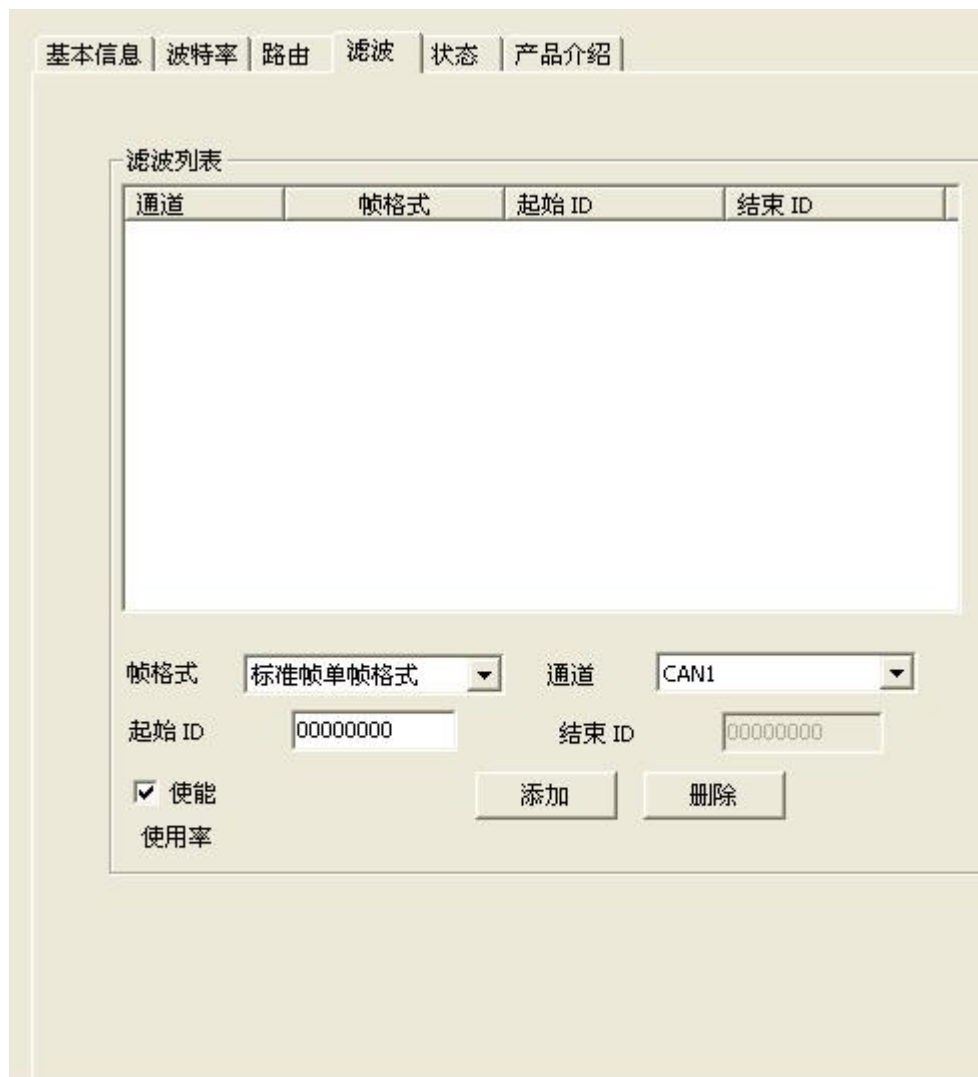 基本信息 波特率 路由 滤波 状态 产品介绍
滤波列表
通道 帧格式 起始 ID 结束 ID
帧格式 标准帧单帧格式 通道 CAN1
起始 ID 00000000 结束 ID 00000000
使能 添加 删除
使用率